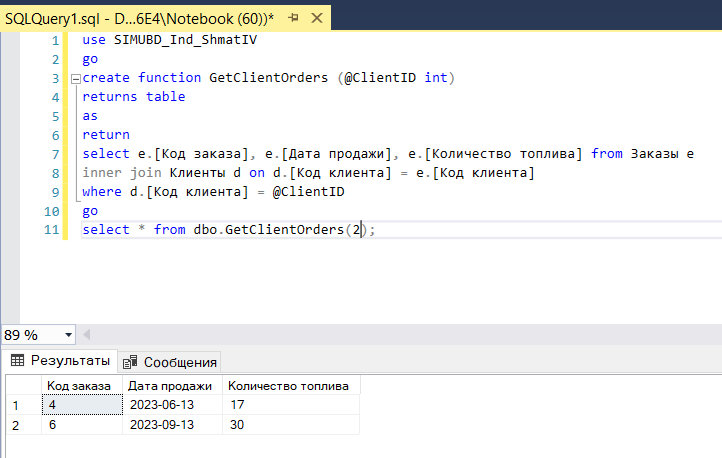 SQLQuery1.sql - D...6E4\Notebook (60))*
1 use SIMUBD_Ind_ShmatIV
2 go
3 create function GetClientOrders (@ClientID int)
4 returns table
5 as
6 return
7 select e.[Код заказа], e.[Дата продажи], e.[Количество топлива] from Заказы e
8 inner join Клиенты d on d.[Код клиента] = e.[Код клиента]
9 where d.[Код клиента] = @ClientID
10 go
11 select * from dbo.GetClientOrders(2);
89 %
Результаты Сообщения
Код заказа Дата продажи Количество топлива
1 4 2023-06-13 17
2 6 2023-09-13 30